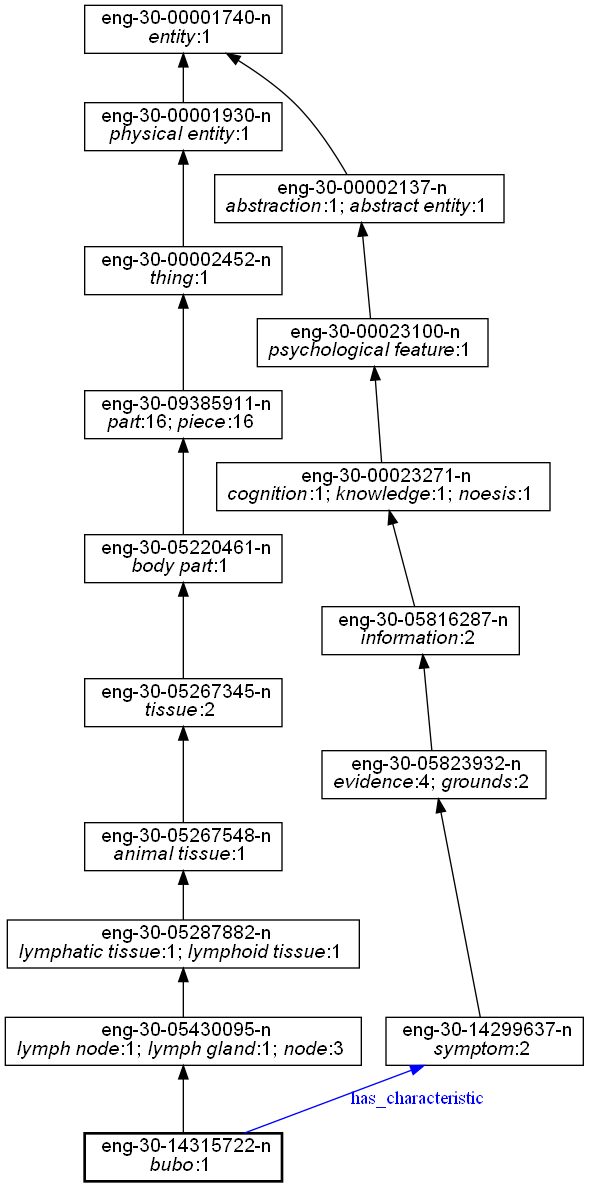 eng-30-00001740-n
entity:1
eng-30-00001930-n
physical entity:1
eng-30-00002137-n
abstraction:1; abstract entity:1
eng-30-00002452-n
thing:1
eng-30-00023100-n
psychological feature:1
eng-30-09385911-n
part:16; piece:16
eng-30-00023271-n
cognition:1; knowledge:1; noesis:1
eng-30-05220461-n
body part:1
eng-30-05816287-n
information:2
eng-30-05267345-n
tissue:2
eng-30-05823932-n
evidence:4; grounds:2
eng-30-05267548-n
animal tissue:1
eng-30-05287882-n
lymphatic tissue:1; lymphoid tissue:1
eng-30-05430095-n
lymph node:1; lymph gland:1; node:3
eng-30-14299637-n
symptom:2
has_characteristic
eng-30-14315722-n
bubo:1